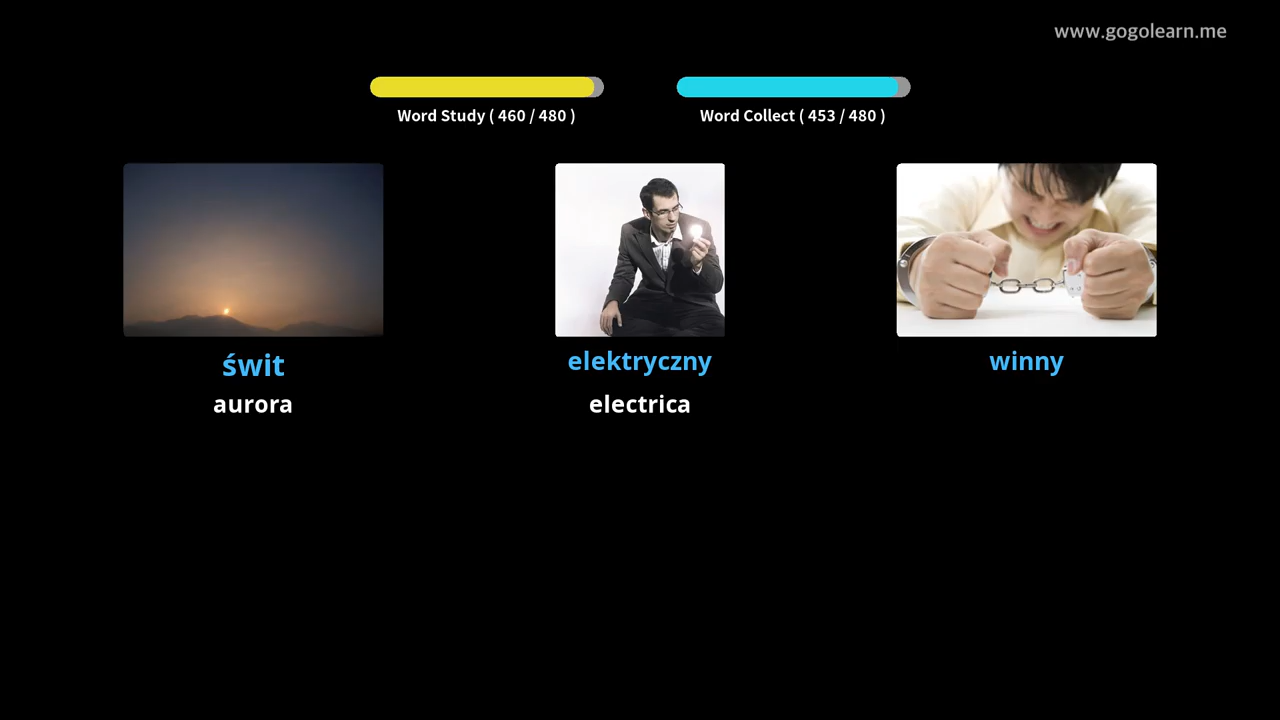 www.gogolearn.me
Word Study ( 460 / 480 )
Word Collect ( 453 / 480 )
świt
elektryczny
winny
aurora
electrica